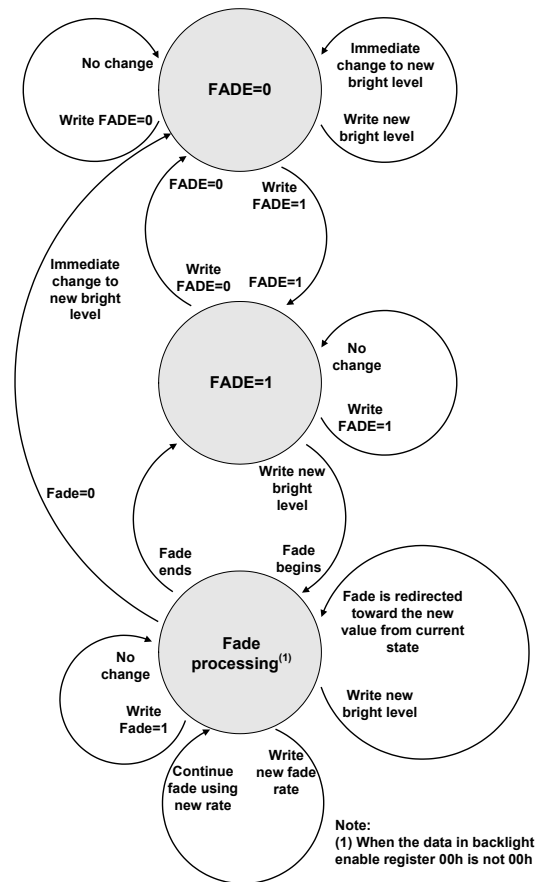 No change
Write FADE=0
FADE=0
Immediate
change to new
bright level
Write new
bright level
FADE=0
Write
FADE=1
Immediate
change to
new bright
level
Write
FADE=0
FADE=1
FADE=1
No
change
Write
FADE=1
Fade=0
Write new
bright
level
Fade
ends
Fade
begins
Fade
processing(1)
Fade is redirected
toward the new
value from current
state
Write new
bright level
No
change
Write
Fade=1
Continue
fade using
new rate
Write
new fade
rate
Note:
(1) When the data in backlight
enable register 00h is not 00h